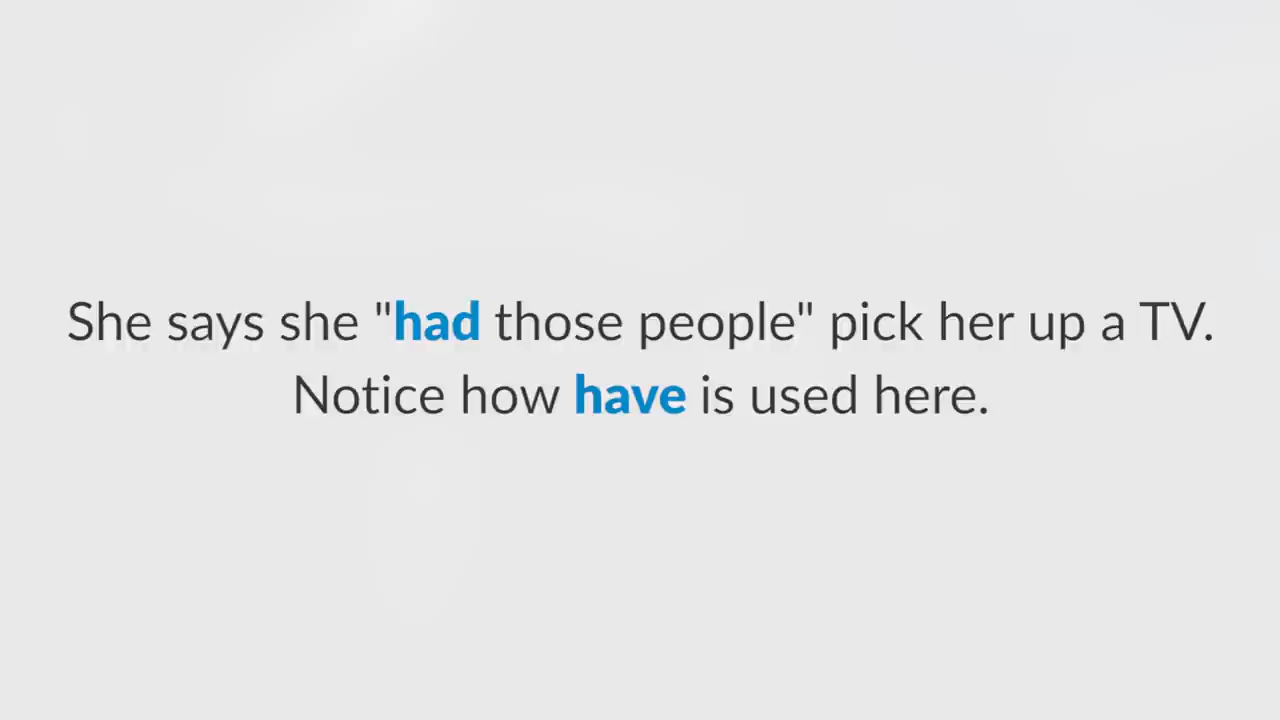 She says she "had those people" pick her up a TV.
Notice how have is used here.